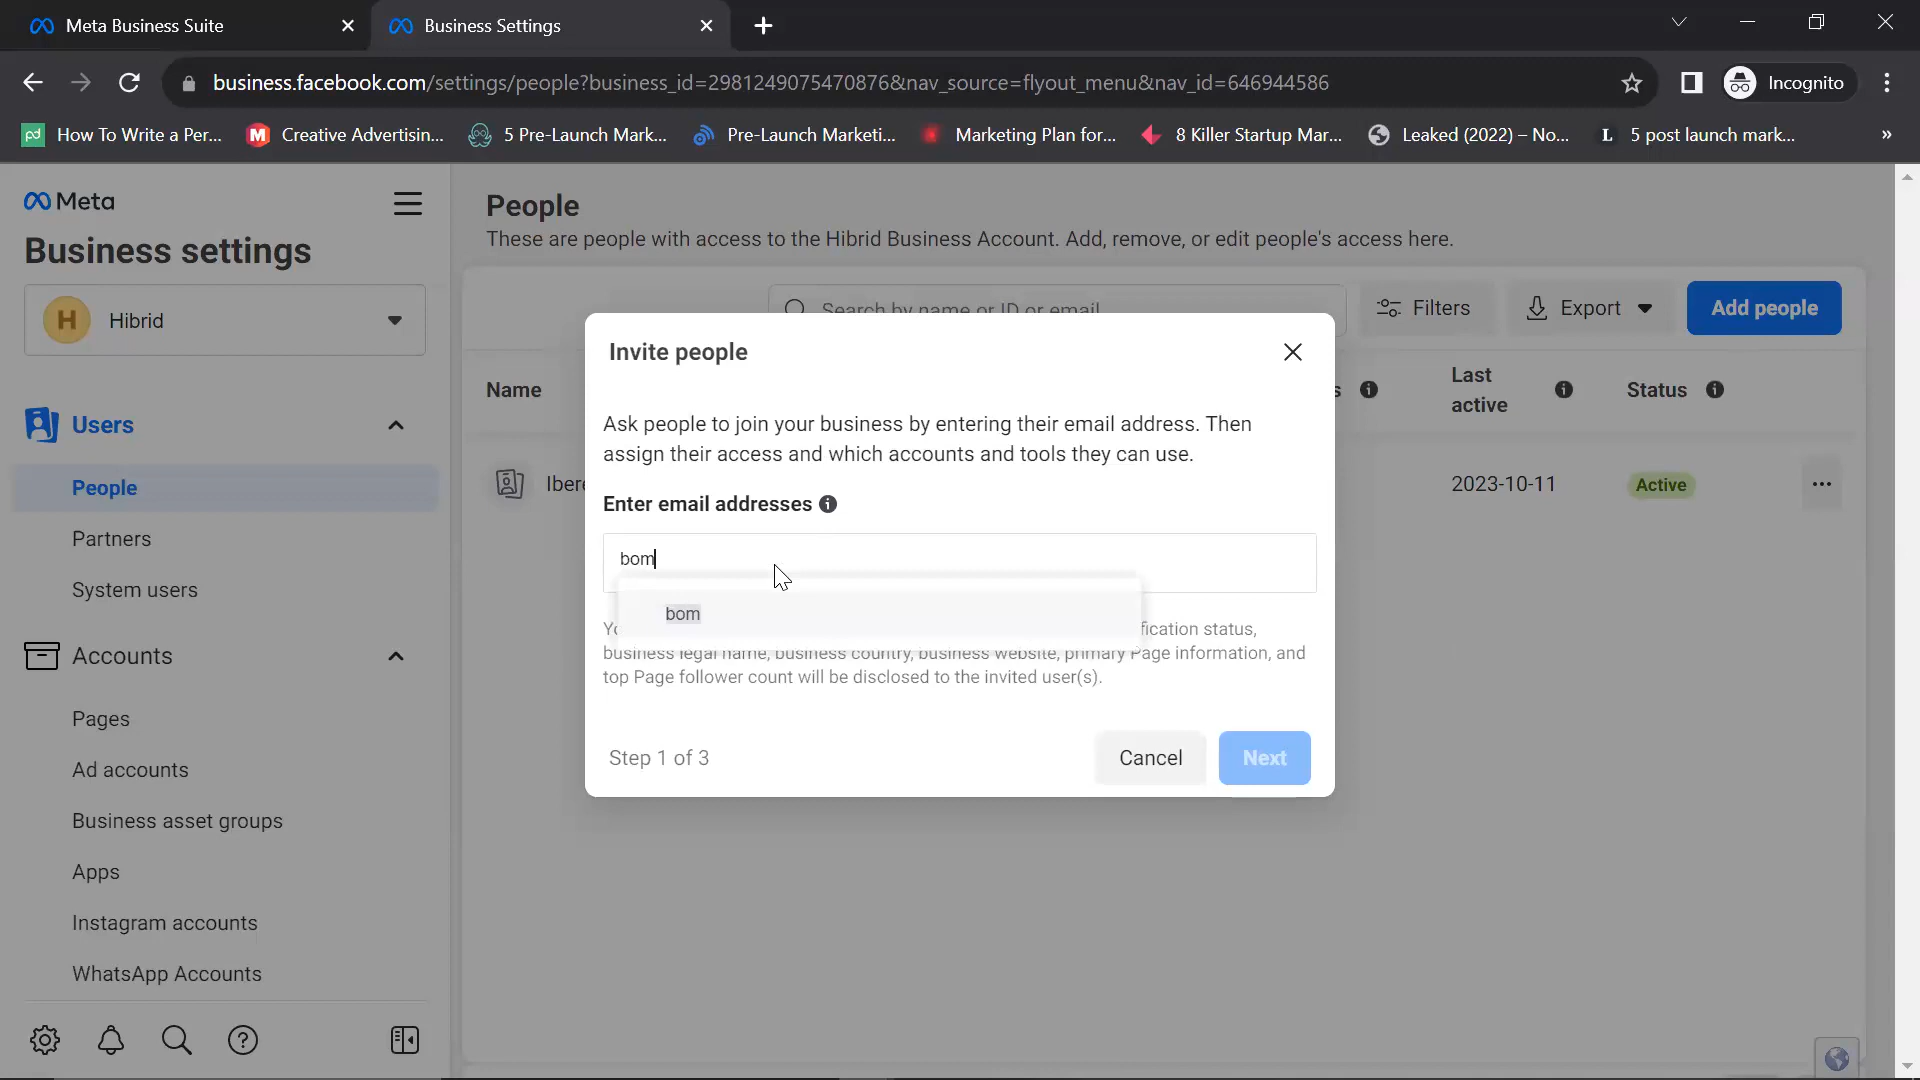 Meta Business Suite
Business Settings
business.facebook.com/settings/people?business_id=2981249075470876&nav_source=flyout_menu&nav_id=646944586
Incognito
How To Write a Per...
Creative Advertisin...
5 Pre-Launch Mark...
Pre-Launch Marketi...
Marketing Plan for...
8 Killer Startup Mar...
Leaked (2022) – No...
5 post launch mark...
»
Meta
Business settings
H Hibrid
Users
People
Partners
System users
Accounts
Pages
Ad accounts
Business asset groups
Apps
Instagram accounts
WhatsApp Accounts
People
These are people with access to the Hibrid Business Account. Add, remove, or edit people's access here.
Search by name or ID or email
Filters
Export
Add people
Name
Last active
Status
2023-10-11
Active
Invite people
Ask people to join your business by entering their email address. Then
assign their access and which accounts and tools they can use.
Enter email addresses
bom
bom
status,
business legal name, business country, business website, primary Page information, and
top Page follower count will be disclosed to the invited user(s).
Step 1 of 3
Cancel
Next